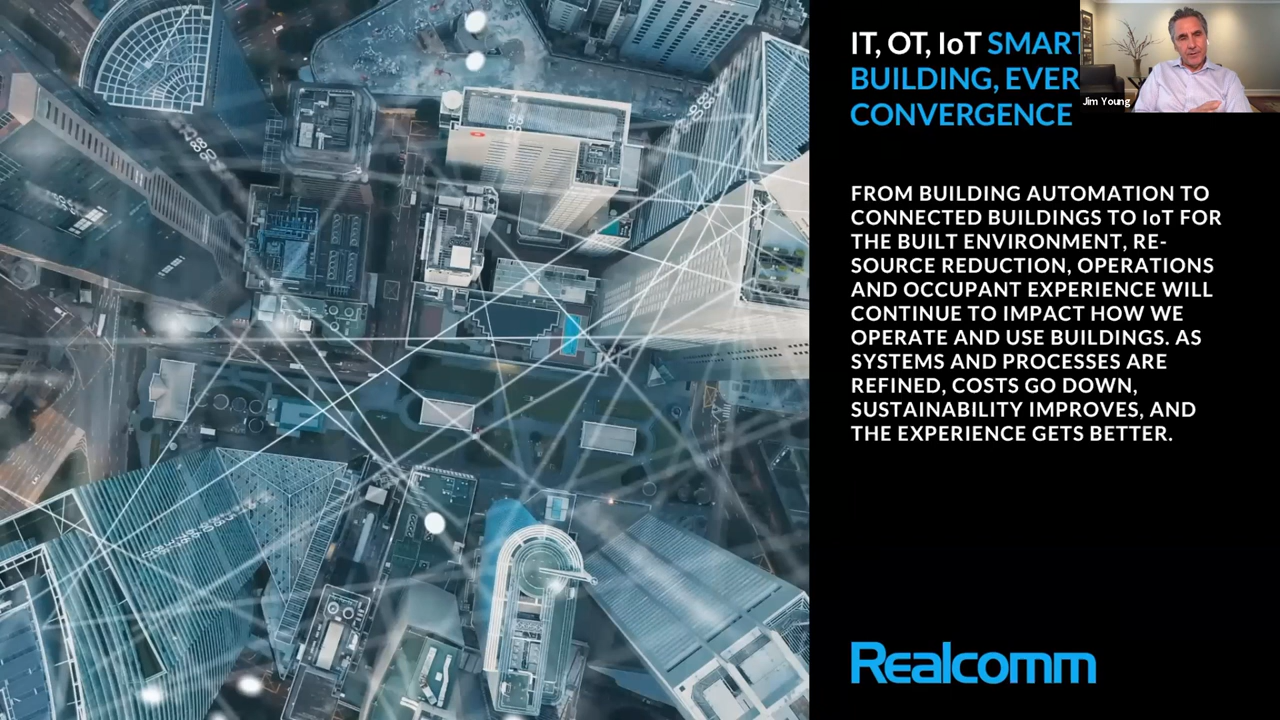 IT, OT, IoT SMART
BUILDING, EVER
CONVERGENCE
Jim Young
FROM BUILDING AUTOMATION TO
CONNECTED BUILDINGS TO IoT FOR
THE BUILT ENVIRONMENT, RE-
SOURCE REDUCTION, OPERATIONS
AND OCCUPANT EXPERIENCE WILL
CONTINUE TO IMPACT HOW WE
OPERATE AND USE BUILDINGS. AS
SYSTEMS AND PROCESSES ARE
REFINED, COSTS GO DOWN,
SUSTAINABILITY IMPROVES, AND
THE EXPERIENCE GETS BETTER.
Realcomm